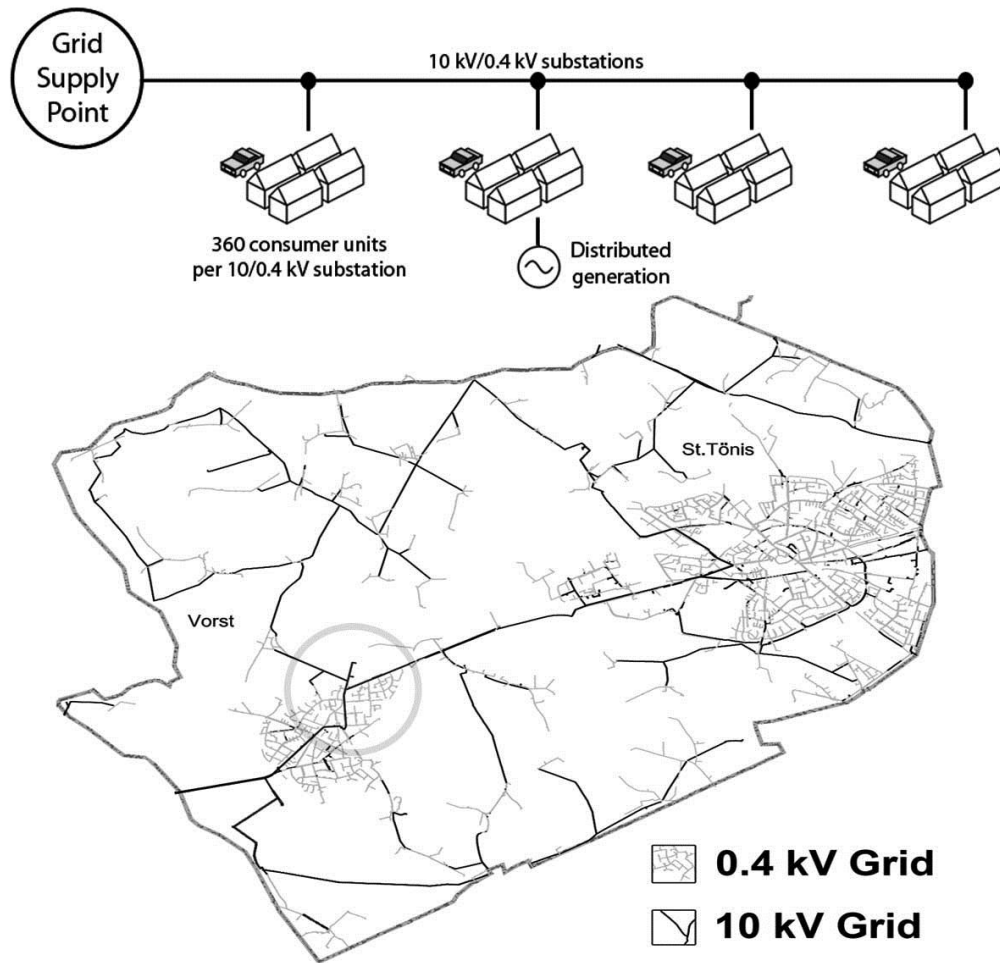 Grid
Supply
Point
10 kV/0.4 kV substations
360 consumer units
per 10/0.4 kV substation
Distributed
generation
St.Tönis
Vorst
0.4 kV Grid
10 kV Grid